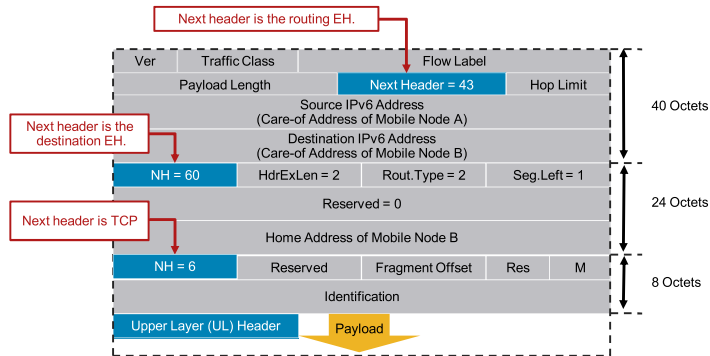 Next header is the routing EH.
Ver Traffic Class Flow Label
Payload Length Next Header = 43 Hop Limit
Source IPv6 Address
(Care-of Address of Mobile Node A)
40 Octets
Next header is the
destination EH.
Destination IPv6 Address
(Care-of Address of Mobile Node B)
NH = 60 HdrExLen = 2 Rout.Type = 2 Seg.Left = 1
Reserved = 0
24 Octets
Next header is TCP
Home Address of Mobile Node B
NH = 6 Reserved Fragment Offset Res M
8 Octets
Identification
Upper Layer (UL) Header Payload